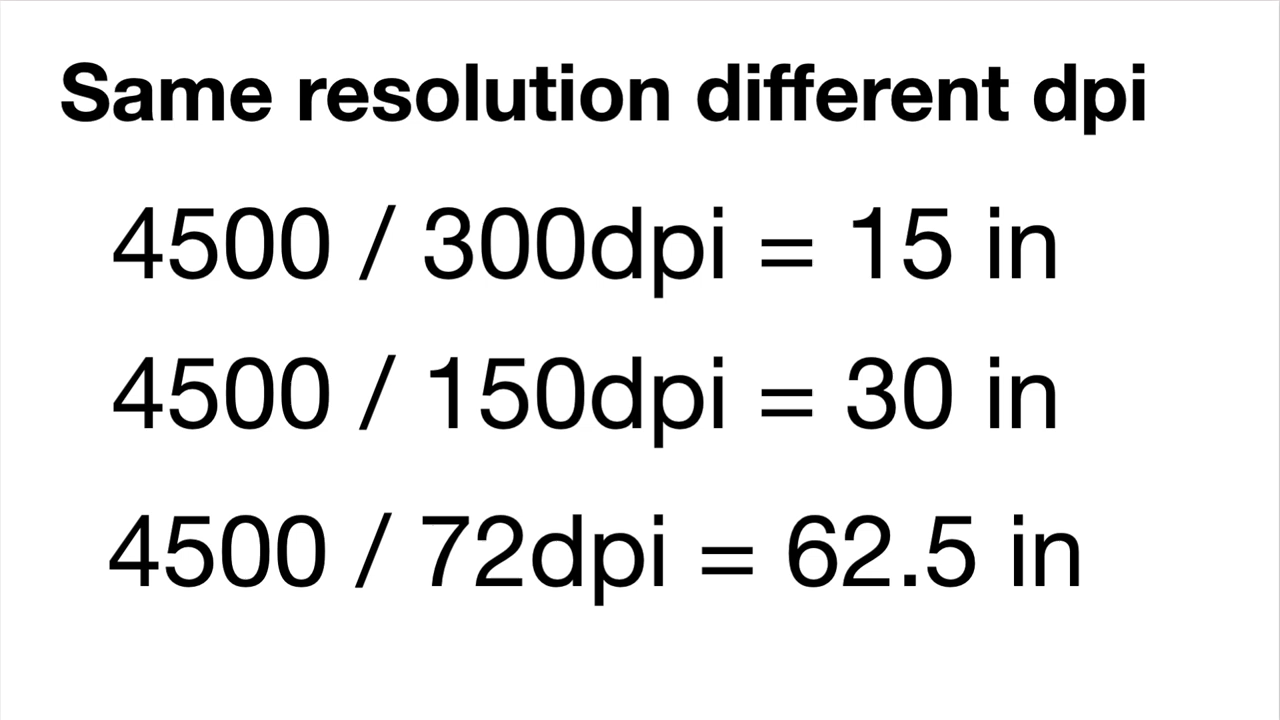 Same resolution different dpi
4500 / 300dpi = 15 in
4500 / 150dpi = 30 in
4500 / 72dpi = 62.5 in